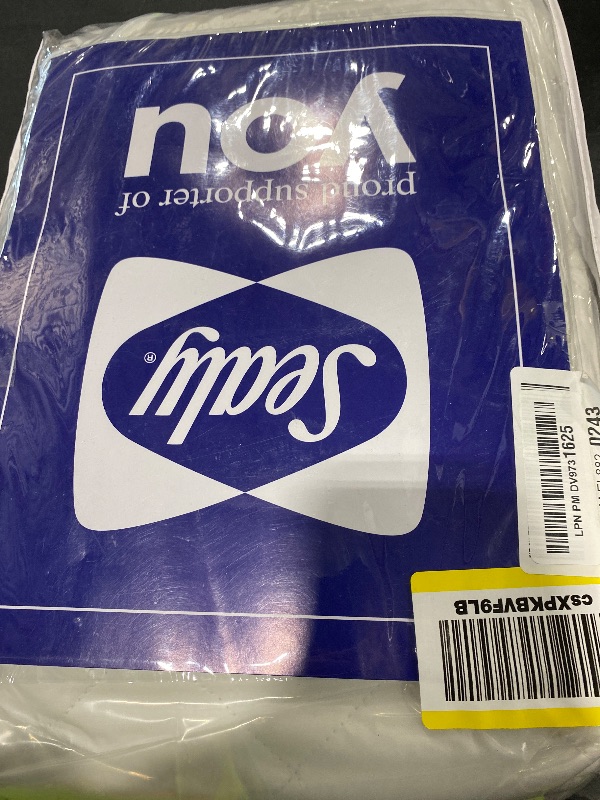 Sealy®
proud supporter of
you
csXPKBVF9LB
LPN PM DV9731625
0243